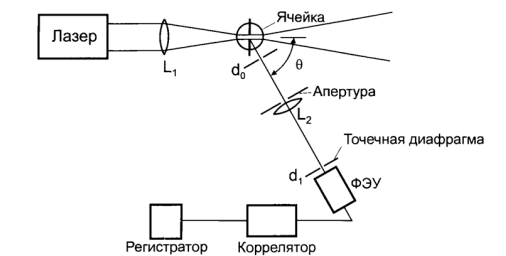 Ячейка
Лазер
L1
d0
θ
Апертура
L2
Точечная диафрагма
d1
ФЭУ
Регистратор
Коррелятор